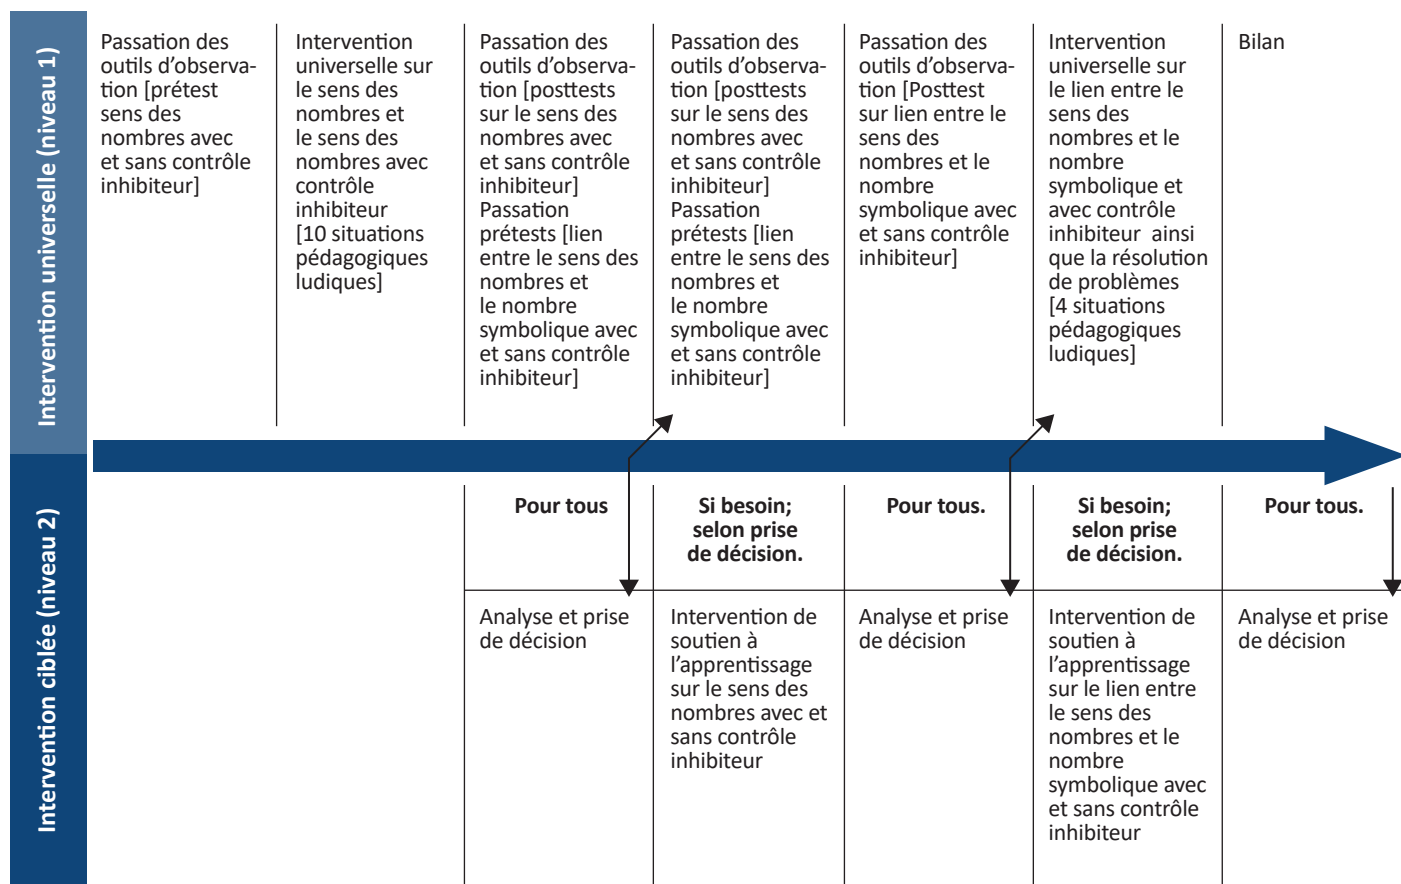 Intervention universelle (niveau 1)
Passation des
outils d'observa-
tion [prétest
sens des
nombres avec
et sans contrôle
inhibiteur]
Intervention
universelle sur
le sens des
nombres et
le sens des
nombres avec
contrôle
inhibiteur
[10 situations
pédagogiques
ludiques]
Passation des
outils d'observa-
tion [posttests
sur le sens des
nombres avec
et sans contrôle
inhibiteur]
Passation
prétests [lien
entre le sens des
nombres et
le nombre
symbolique avec
et sans contrôle
inhibiteur]
Passation des
outils d'observa-
tion [posttests
sur le sens des
nombres avec
et sans contrôle
inhibiteur]
Passation
prétests [lien
entre le sens des
nombres et
le nombre
symbolique avec
et sans contrôle
inhibiteur]
Passation des
outils d'observa-
tion [Posttest
sur lien entre le
sens des
nombres et le
nombre
symbolique avec
et sans contrôle
inhibiteur]
Intervention
universelle sur
le lien entre le
sens des
nombres et le
nombre
symbolique et
avec contrôle
inhibiteur ainsi
que la résolution
de problèmes
[4 situations
pédagogiques
ludiques]
Bilan
Intervention ciblée (niveau 2)
Pour tous
Si besoin;
selon prise
de décision.
Pour tous.
Si besoin;
selon prise
de décision.
Pour tous.
Analyse et prise
de décision
Intervention de
soutien à
l'apprentissage
sur le sens des
nombres avec et
sans contrôle
inhibiteur
Analyse et prise
de décision
Intervention de
soutien à
l'apprentissage
sur le lien entre
le sens des
nombres et le
nombre
symbolique avec
et sans contrôle
inhibiteur
Analyse et prise
de décision